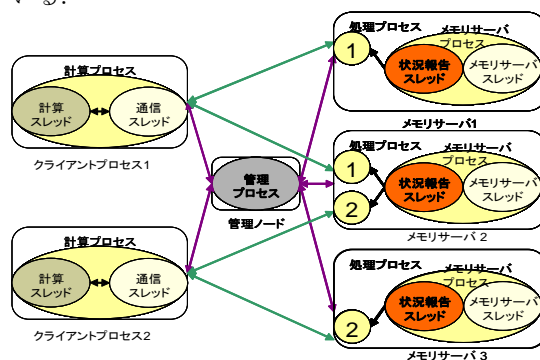 いる.
計算プロセス
計算
スレッド
通信
スレッド
クライアントプロセス1
計算プロセス
計算
スレッド
通信
スレッド
クライアントプロセス2
管理
プロセス
管理ノード
処理プロセス
メモリサーバ
プロセス
1
状況報告
スレッド
メモリサーバ
スレッド
メモリサーバ1
処理プロセス
メモリサーバ
プロセス
1
2
状況報告
スレッド
メモリサーバ
スレッド
メモリサーバ 2
処理プロセス
メモリサーバ
プロセス
2
状況報告
スレッド
メモリサーバ
スレッド
メモリサーバ 3